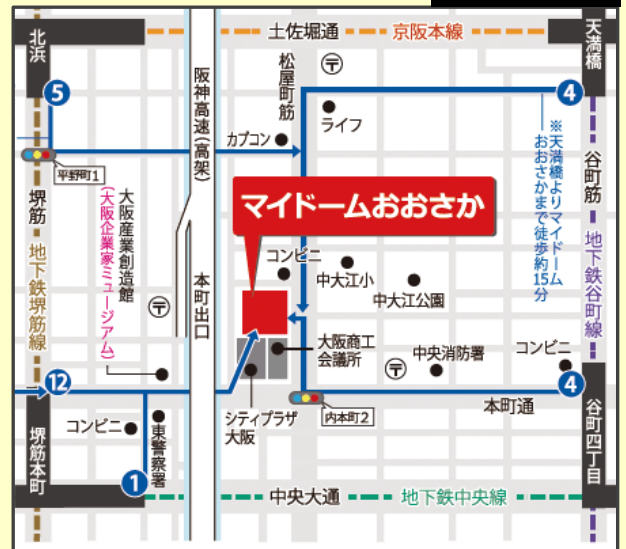 北浜
土佐堀通
京阪本線
天満橋
5
阪神高速(高架)
松屋町筋
〒
ライフ
4
カプコン
平野町1
※天満橋よりマイドーム
おおさかまで徒歩約15分
谷町筋
地下鉄谷町線
堺筋
地下鉄堺筋線
大阪産業創造館
(大阪企業家ミュージアム)
〒
本町出口
マイドームおおさか
コンビニ
中大江小
中大江公園
大阪商工
会議所
〒
中央消防署
コンビニ
12
4
シティプラザ
大阪
内本町2
本町通
堺筋本町
コンビニ
東警察署
1
谷町四丁目
中央大通
地下鉄中央線